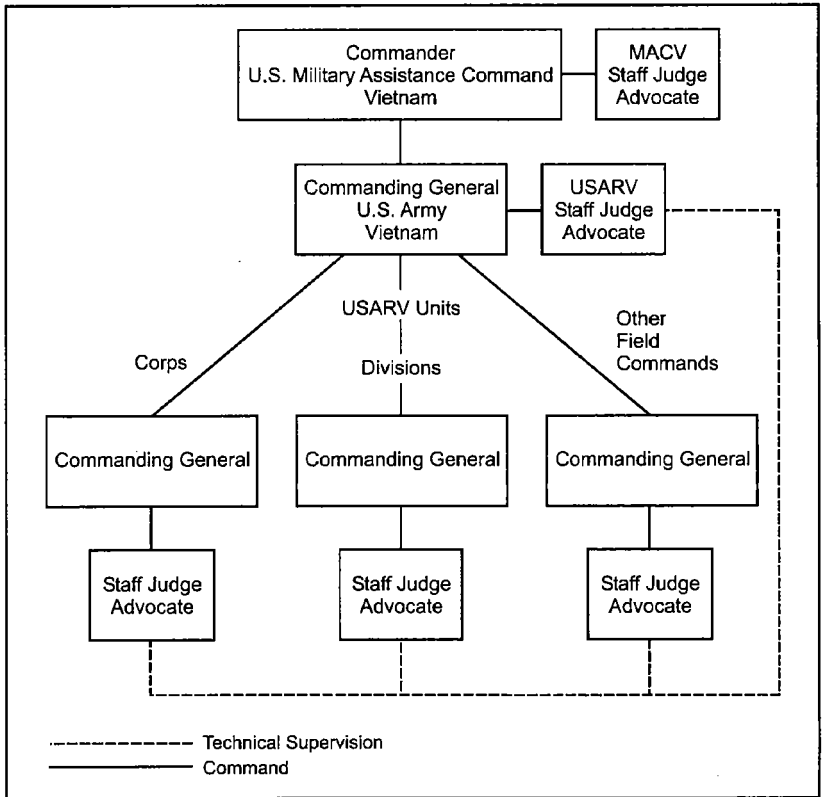 Commander
U.S. Military Assistance Command
Vietnam
MACV
Staff Judge
Advocate
Commanding General
U.S. Army
Vietnam
USARV
Staff Judge
Advocate
Corps
USARV Units
Divisions
Other
Field
Commands
Commanding General
Commanding General
Commanding General
Staff Judge
Advocate
Staff Judge
Advocate
Staff Judge
Advocate
Technical Supervision
Command